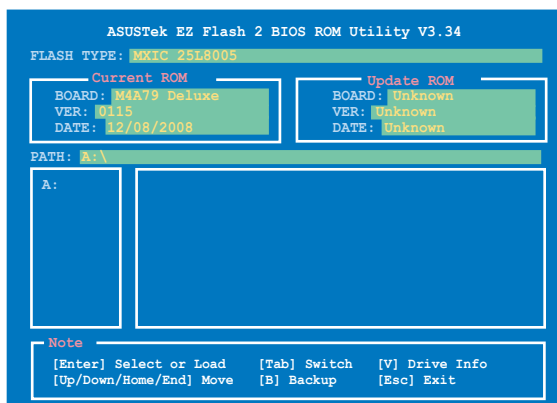 ASUSTek EZ Flash 2 BIOS ROM Utility V3.34
FLASH TYPE: MXIC 25L8005
Current ROM
BOARD: M4A79 Deluxe
VER: 0115
DATE: 12/08/2008
Update ROM
BOARD: Unknown
VER: Unknown
DATE: Unknown
PATH: A:\
A:
Note
[Enter] Select or Load [Tab] Switch [V] Drive Info
[Up/Down/Home/End] Move [B] Backup [Esc] Exit